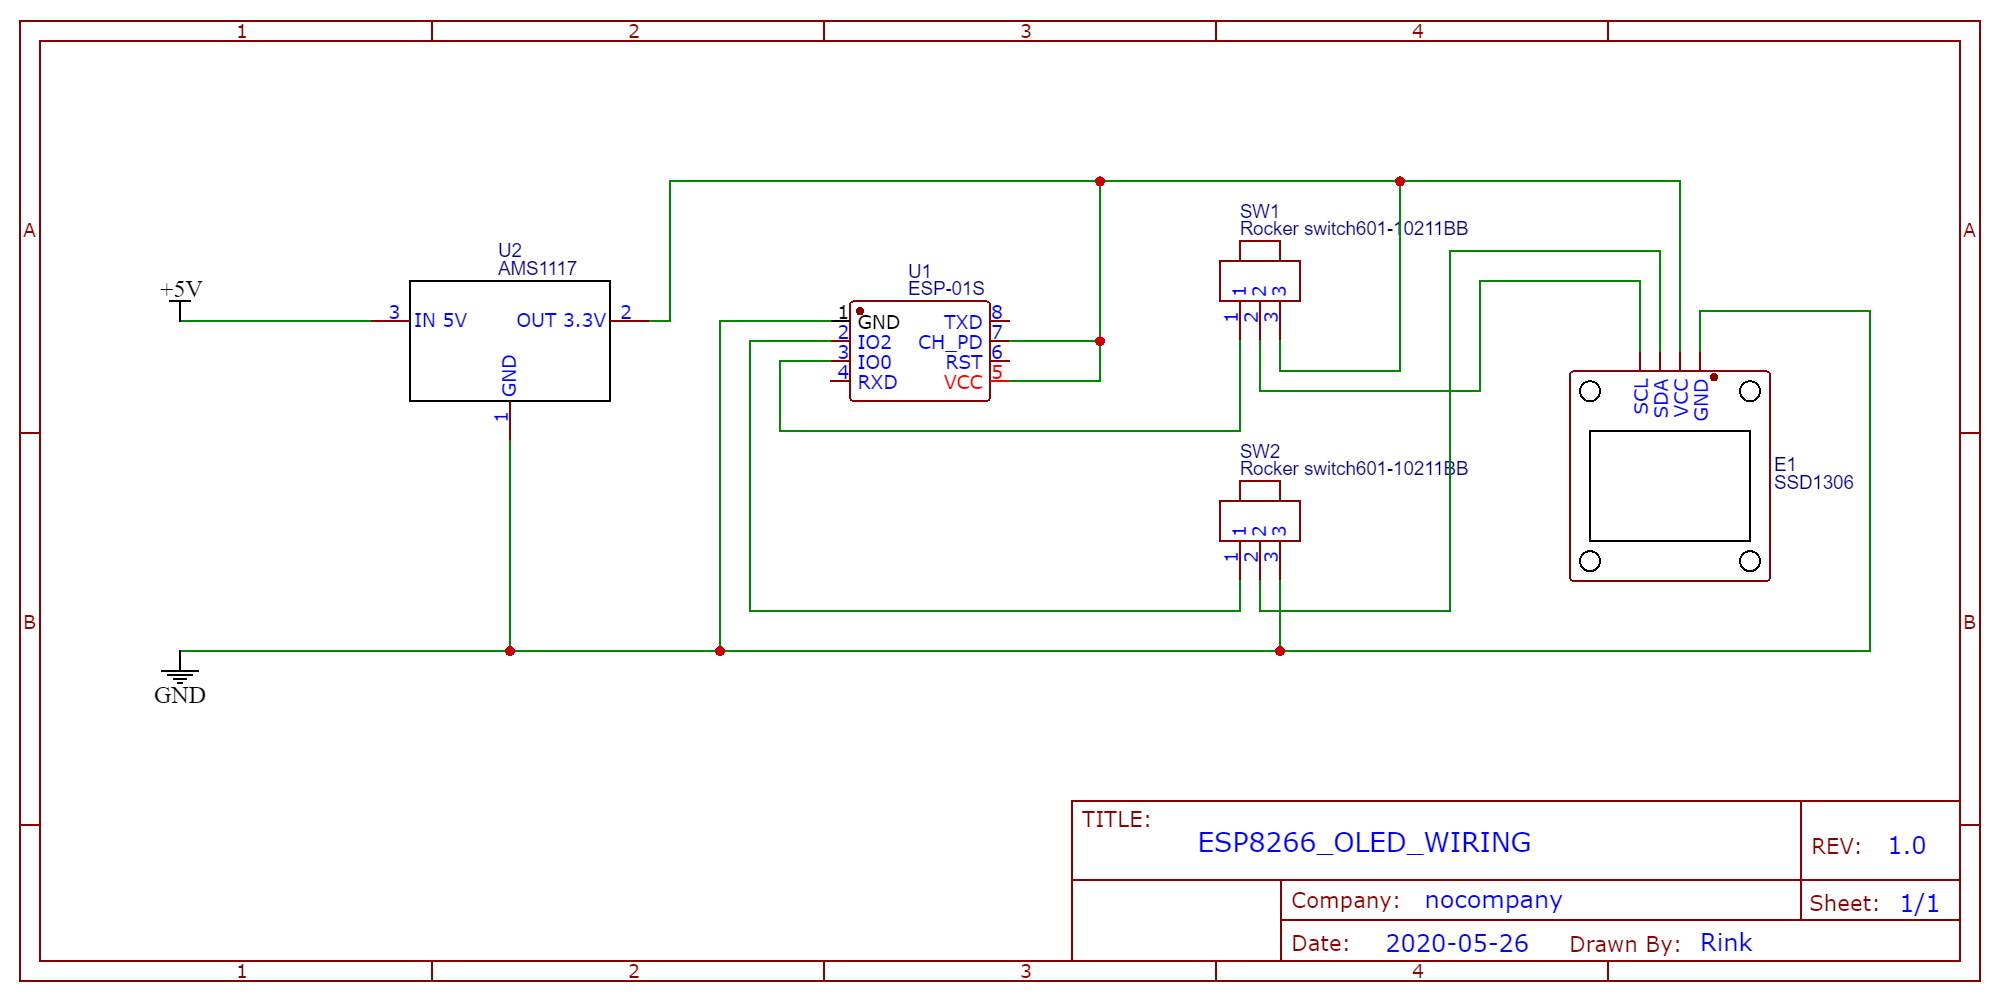 1 2 3 4
A A
SW1
Rocker switch601-10211BB
U2
AMS1117
U1
ESP-01S
+5V
3 IN 5V OUT 3.3V 2
GND
1
1 GND TXD 8
2 IO2 CH_PD 7
3 IO0 RST 6
4 RXD VCC 5
1 2 3
1 2 3
SCL SDA VCC GND
SW2
Rocker switch601-10211BB
E1
SSD1306
1 2 3
1 2 3
B B
GND
TITLE:
ESP8266_OLED_WIRING
REV: 1.0
Company: nocompany
Sheet: 1/1
Date: 2020-05-26 Drawn By: Rink
1 2 3 4